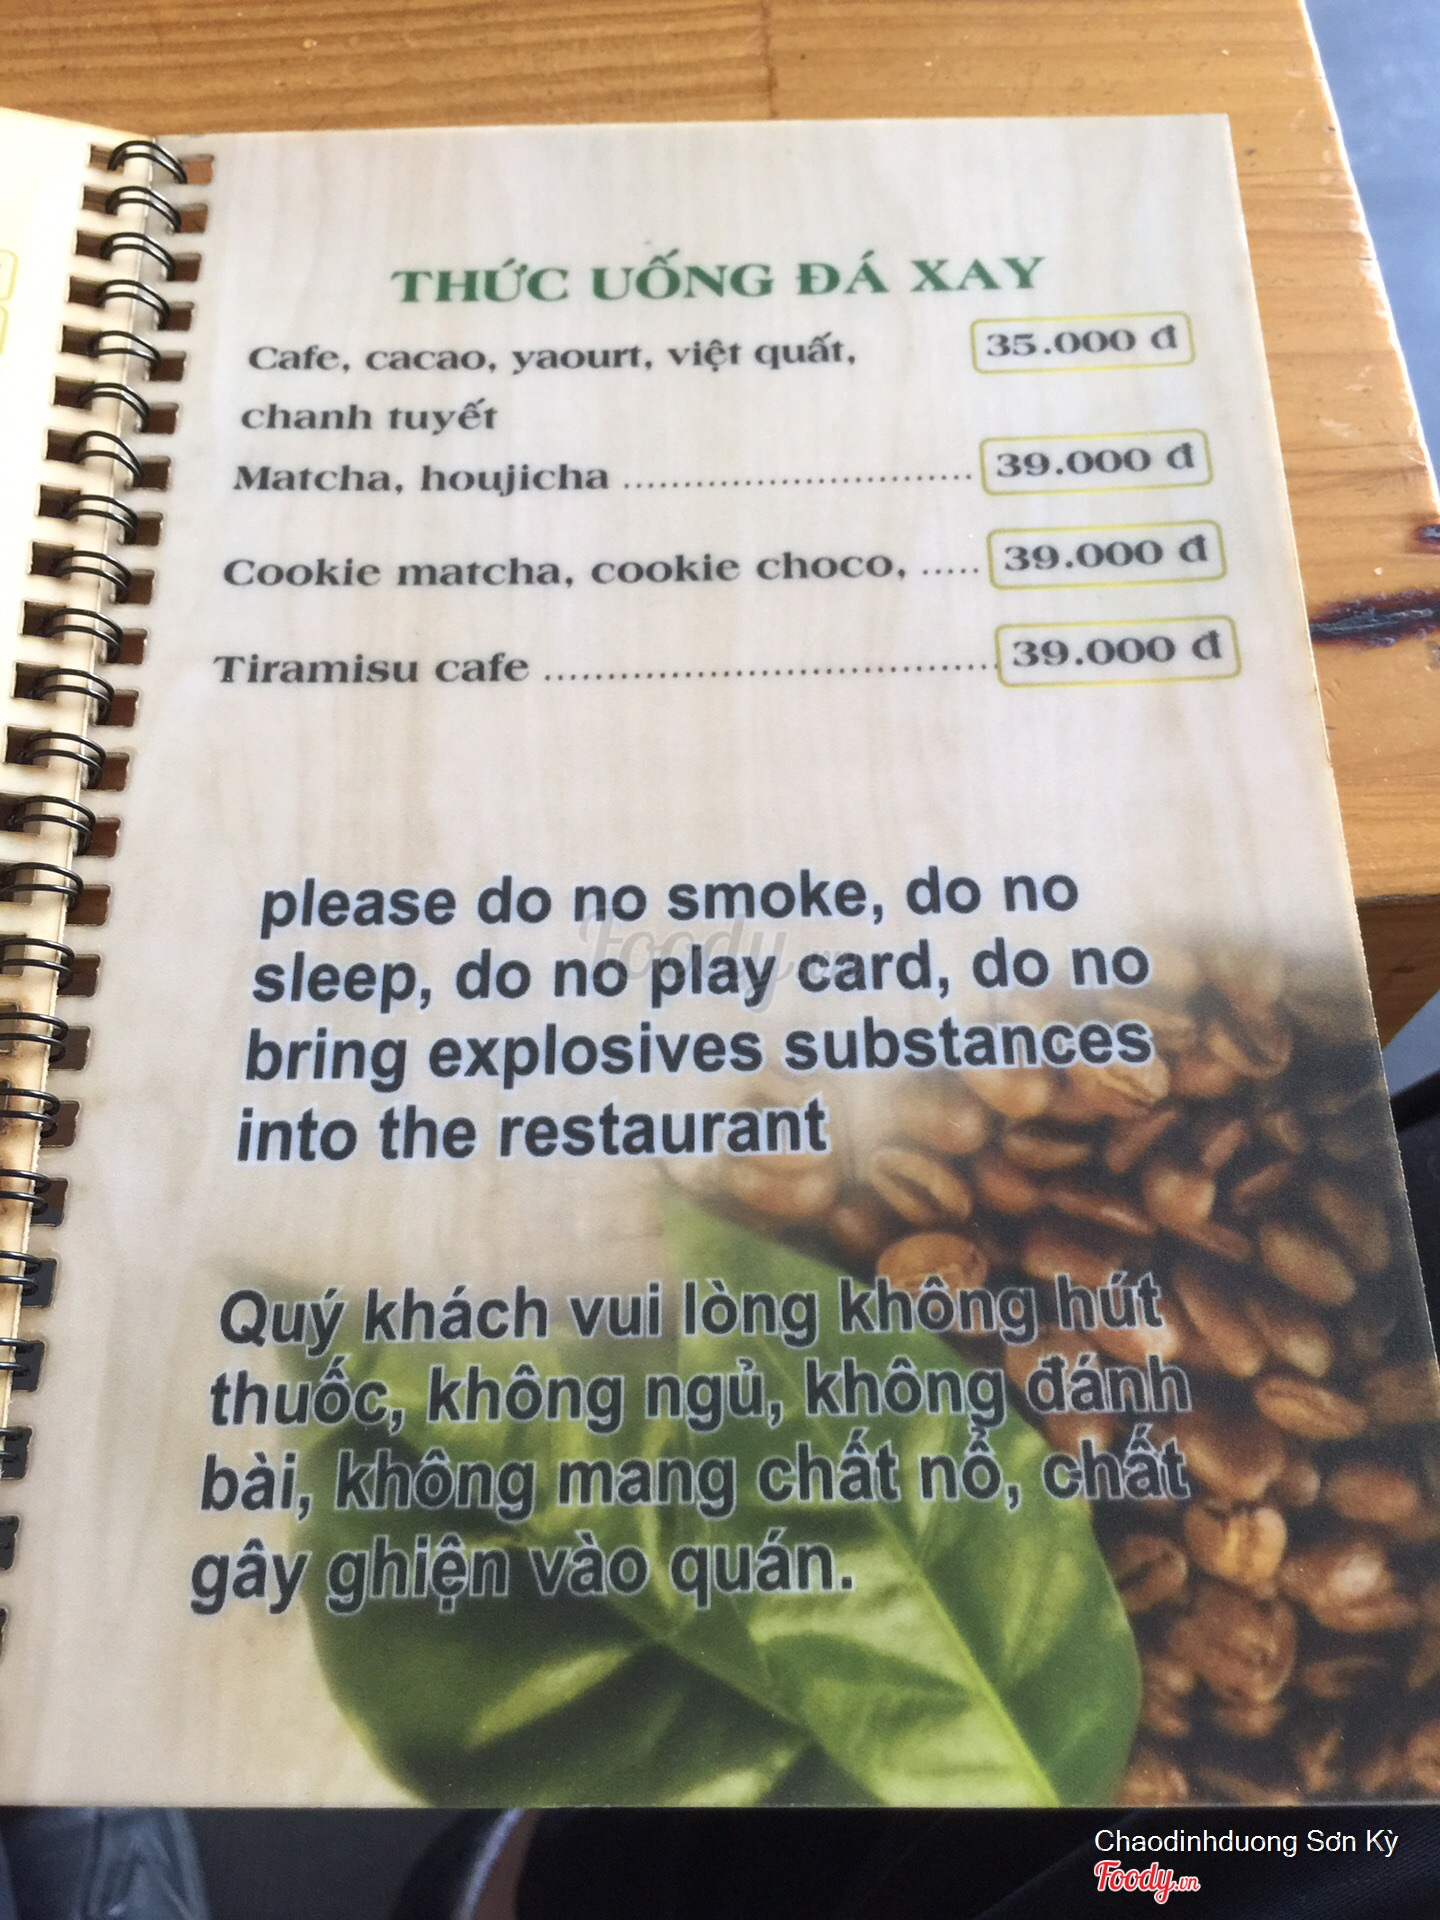 THỨC UỐNG ĐÁ XAY
Cafe, cacao, yaourt, việt quất, 35.000 đ
chanh tuyết
Matcha, houjicha ............................. 39.000 đ
Cookie matcha, cookie choco, ..... 39.000 đ
Tiramisu cafe ...................................... 39.000 đ
please do no smoke, do no
sleep, do no play card, do no
bring explosives substances
into the restaurant
Foody.vn
Quý khách vui lòng không hút
thuốc, không ngủ, không đánh
bài, không mang chất nổ, chất
gây ghiện vào quán.
Chaodinhduong Sơn Kỳ
Foody.vn